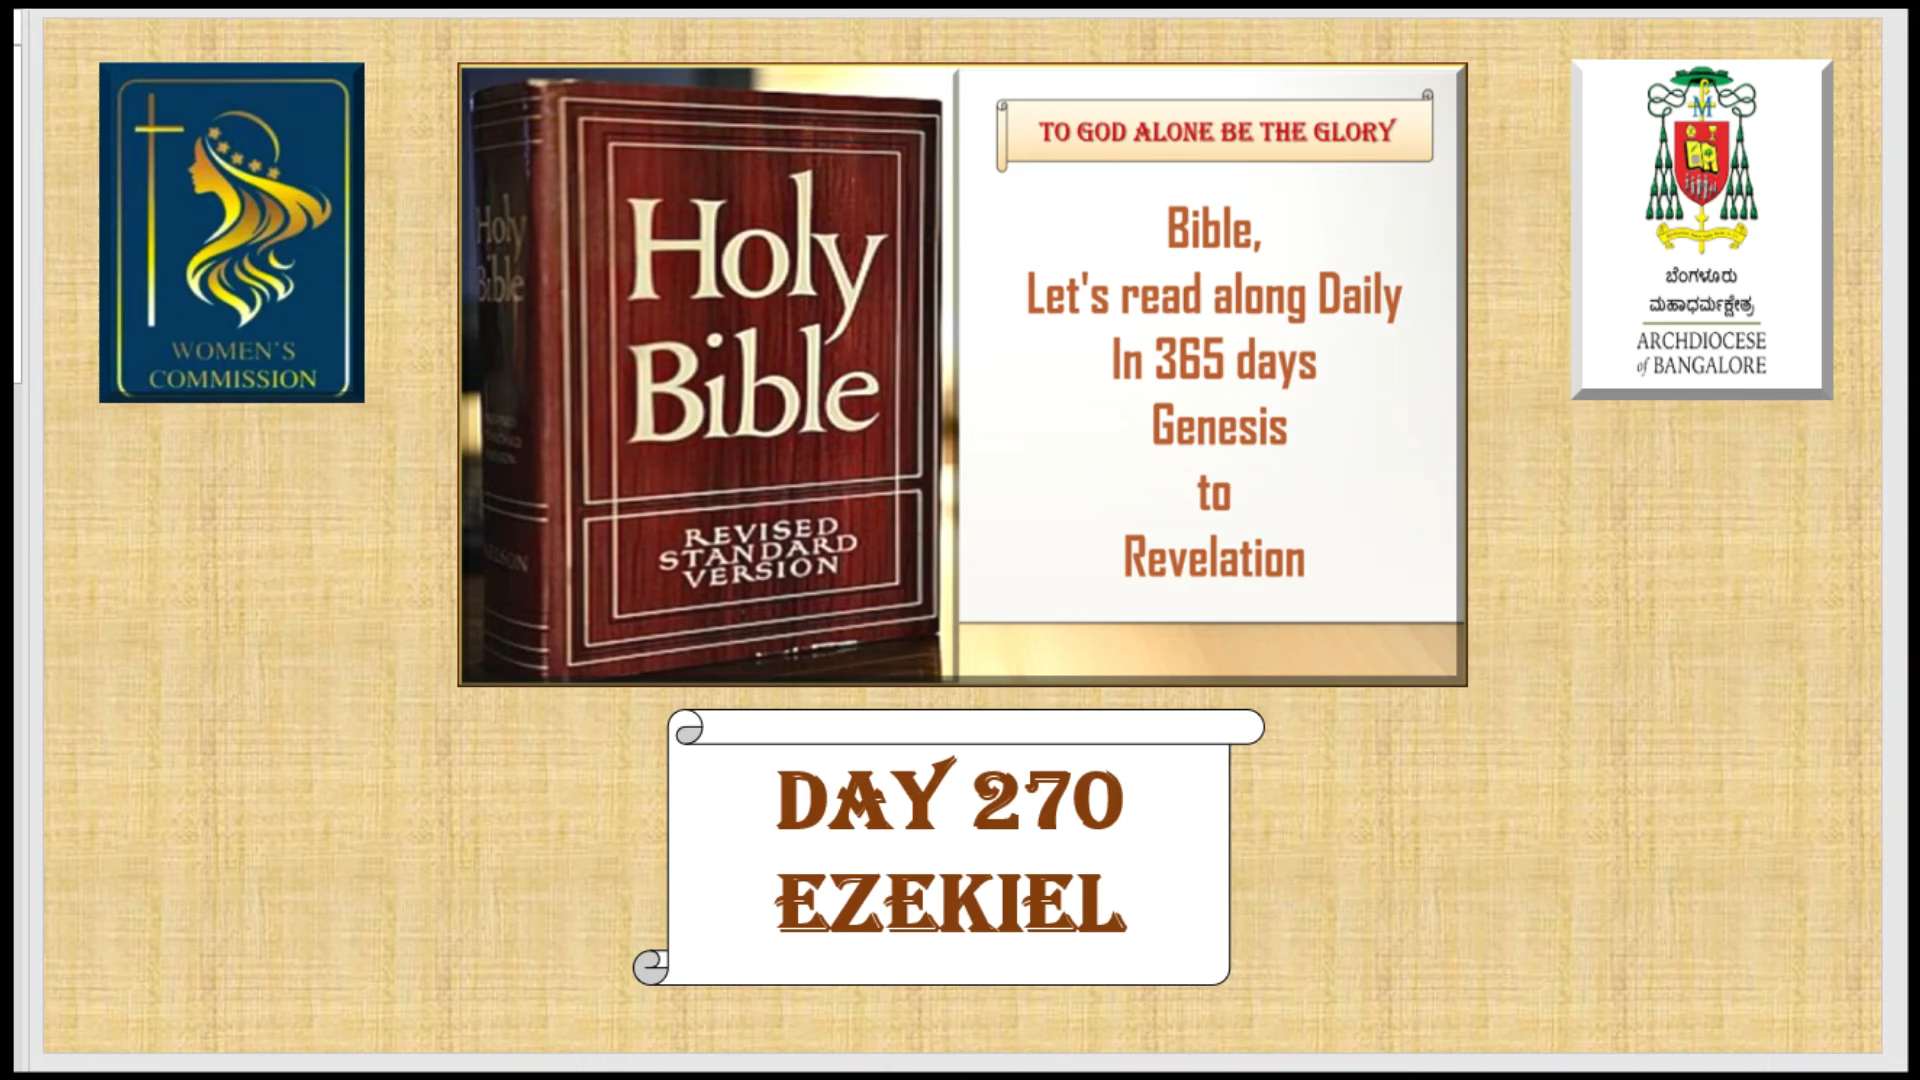 WOMEN'S
COMMISSION
Holy
Bible
Holy
Bible
REVISED
STANDARD
VERSION
TO GOD ALONE BE THE GLORY
Bible,
Let's read along Daily
In 365 days
Genesis
to
Revelation
M
ಬೆಂಗಳೂರು
ಮಹಾಧರ್ಮಕ್ಷೇತ್ರ
ARCHDIOCESE
of BANGALORE
DAY 270
EZEKIEL